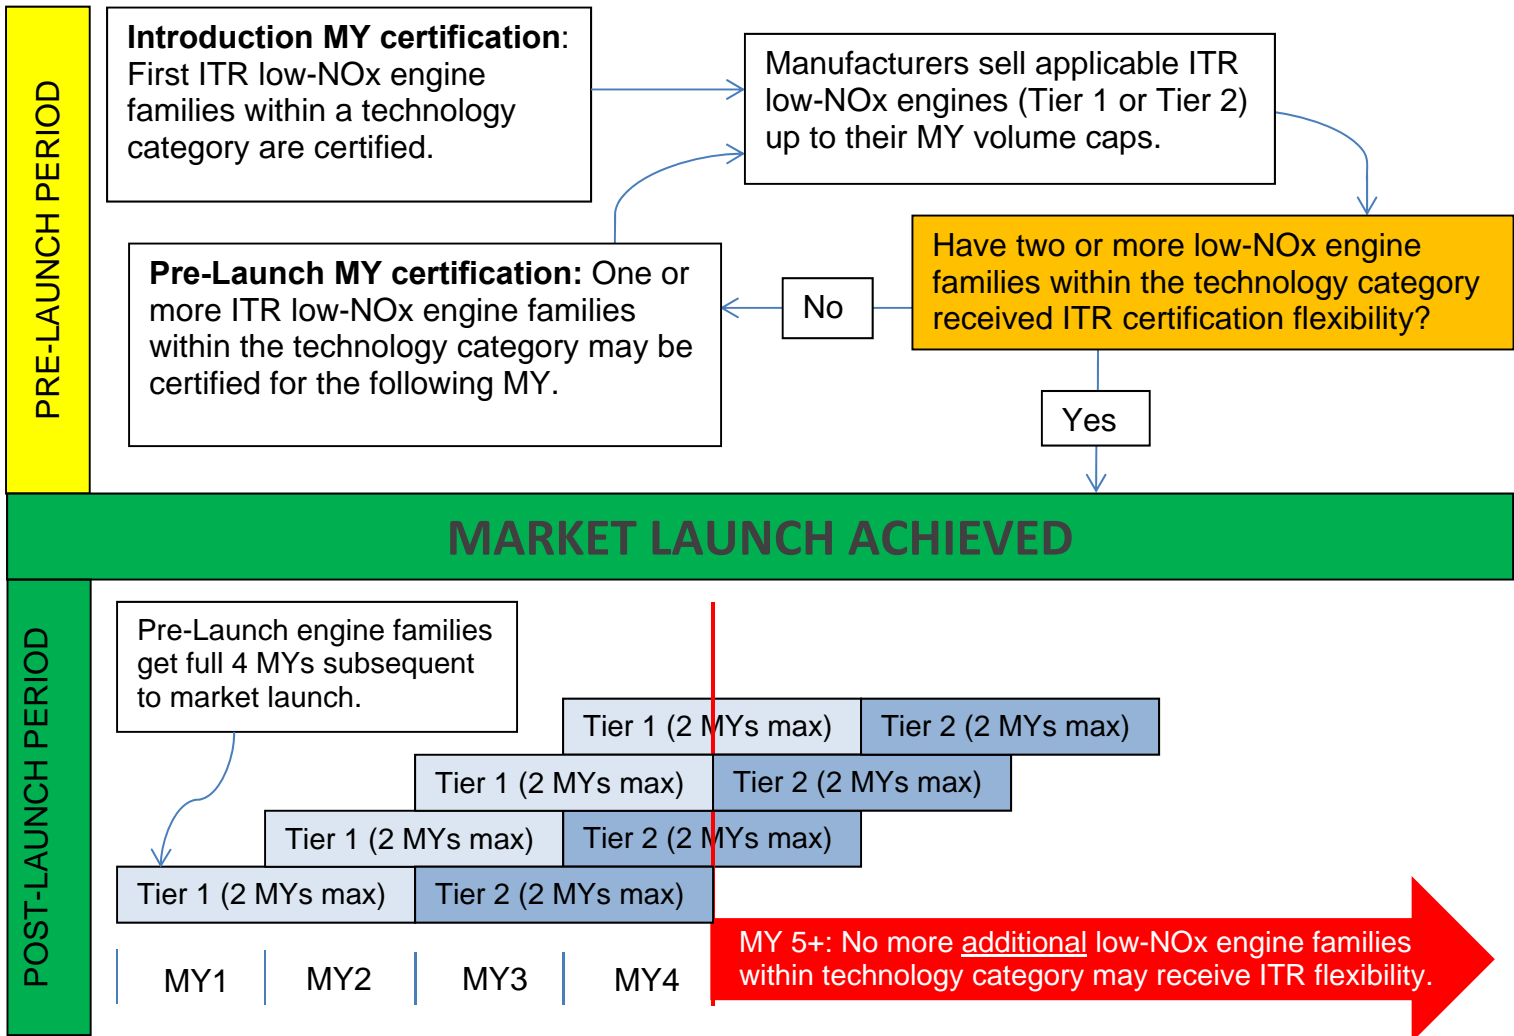 PRE-LAUNCH PERIOD
Introduction MY certification:
First ITR low-NOx engine
families within a technology
category are certified.
Manufacturers sell applicable ITR
low-NOx engines (Tier 1 or Tier 2)
up to their MY volume caps.
Have two or more low-NOx engine
families within the technology category
received ITR certification flexibility?
No
Pre-Launch MY certification: One or
more ITR low-NOx engine families
within the technology category may be
certified for the following MY.
Yes
MARKET LAUNCH ACHIEVED
POST-LAUNCH PERIOD
Pre-Launch engine families
get full 4 MYs subsequent
to market launch.
Tier 1 (2 MYs max)
Tier 2 (2 MYs max)
Tier 1 (2 MYs max)
Tier 2 (2 MYs max)
Tier 1 (2 MYs max)
Tier 2 (2 MYs max)
Tier 1 (2 MYs max)
Tier 2 (2 MYs max)
MY1
MY2
MY3
MY4
MY 5+: No more additional low-NOx engine families
within technology category may receive ITR flexibility.